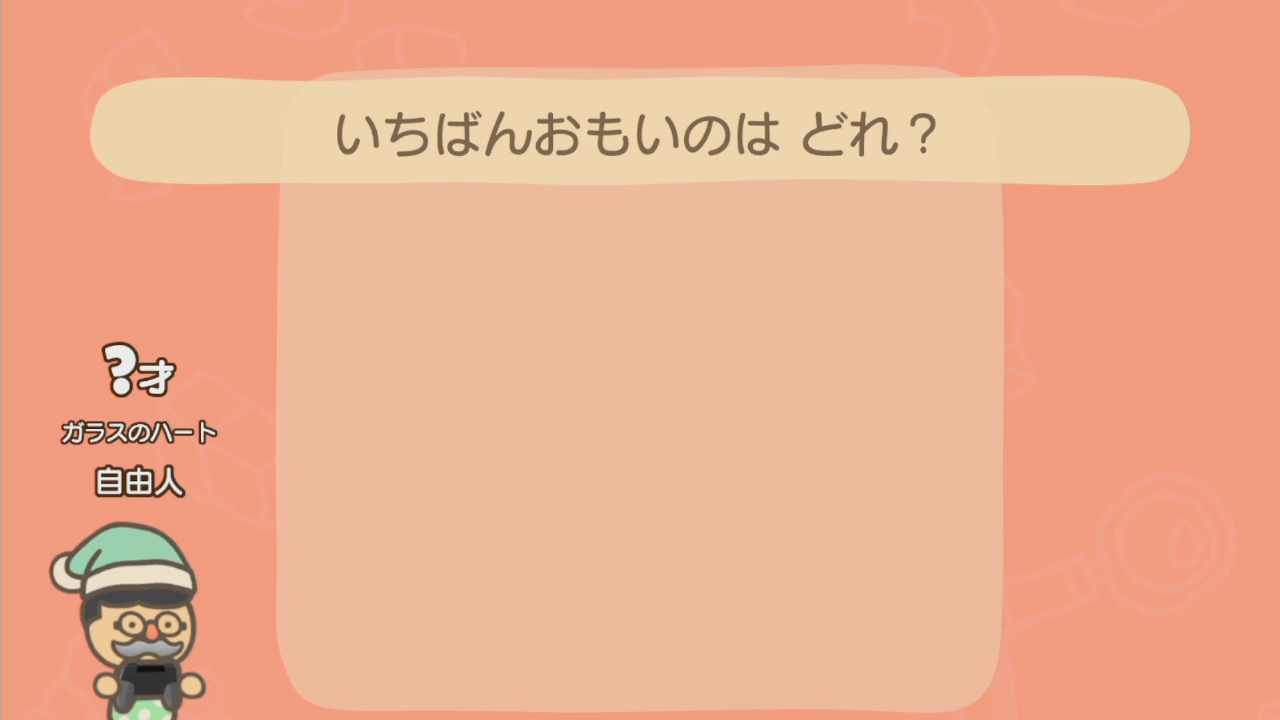 いちばんおもいのは どれ？
?才
ガラスのハート
自由人